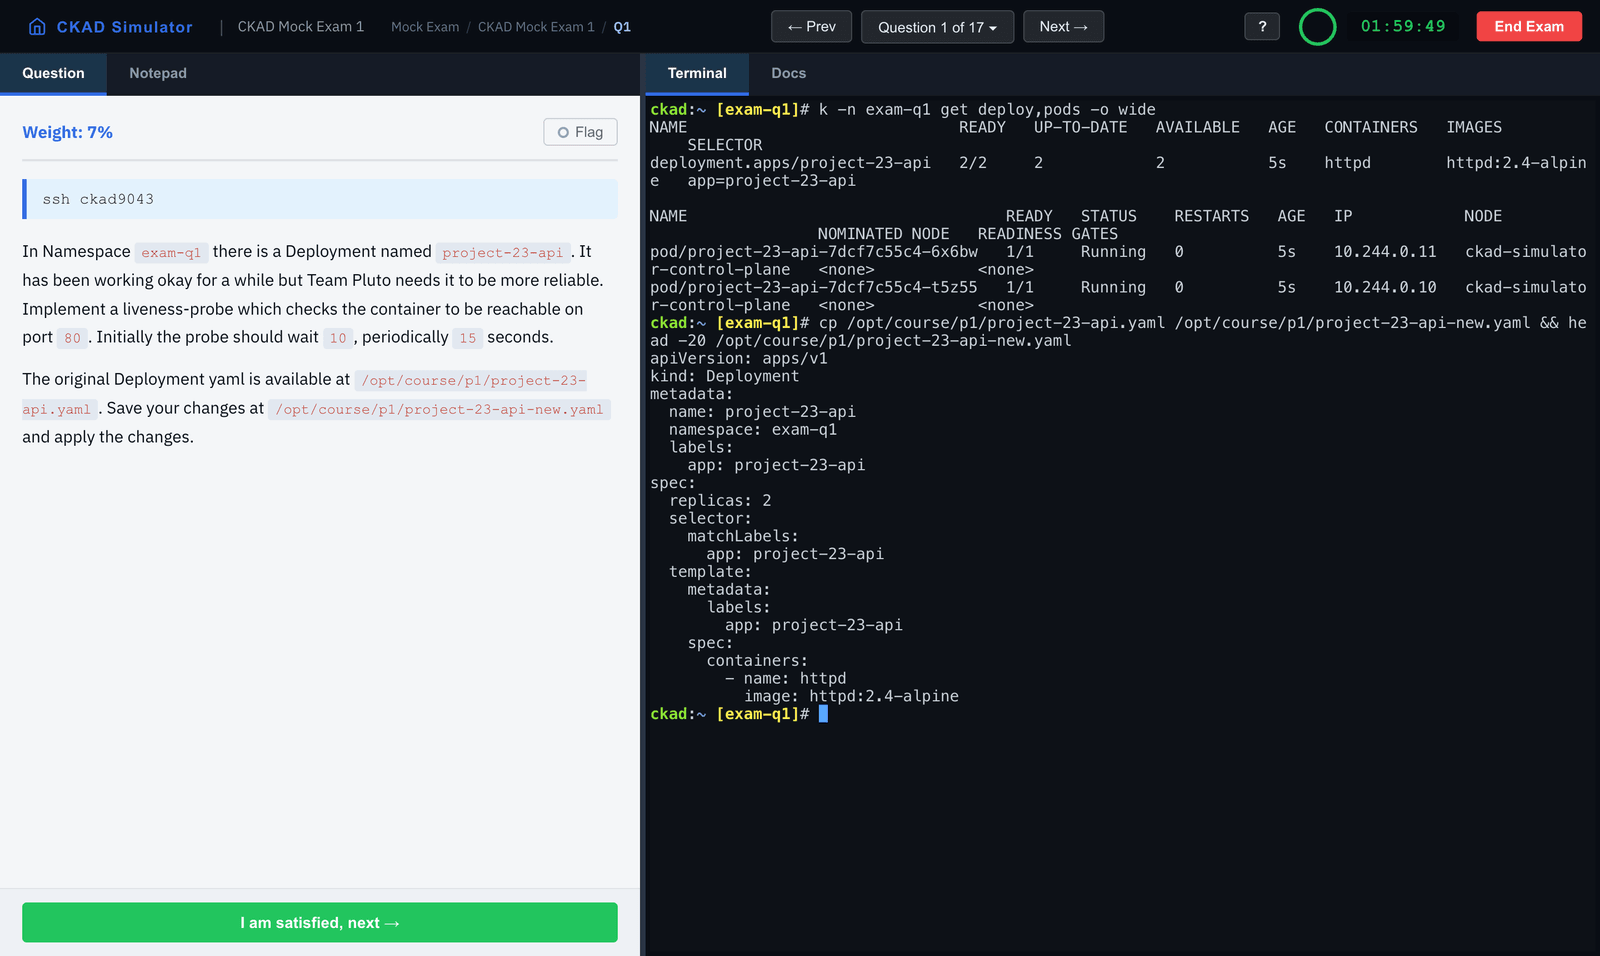 CKAD Simulator | CKAD Mock Exam 1 Mock Exam / CKAD Mock Exam 1 / Q1 ← Prev Question 1 of 17 ▾ Next → ? 01:59:49 End Exam
Question Notepad
Weight: 7% Flag
ssh ckad9043
In Namespace exam-q1 there is a Deployment named project-23-api . It
has been working okay for a while but Team Pluto needs it to be more reliable.
Implement a liveness-probe which checks the container to be reachable on
port 80 . Initially the probe should wait 10 , periodically 15 seconds.
The original Deployment yaml is available at /opt/course/p1/project-23-
api.yaml . Save your changes at /opt/course/p1/project-23-api-new.yaml
and apply the changes.
I am satisfied, next →
Terminal Docs
ckad:~ [exam-q1]# k -n exam-q1 get deploy,pods -o wide
NAME READY UP-TO-DATE AVAILABLE AGE CONTAINERS IMAGES
SELECTOR
deployment.apps/project-23-api 2/2 2 2 5s httpd httpd:2.4-alpin
e app=project-23-api
NAME READY STATUS RESTARTS AGE IP NODE
NOMINATED NODE READINESS GATES
pod/project-23-api-7dcf7c55c4-6x6bw 1/1 Running 0 5s 10.244.0.11 ckad-simulato
r-control-plane <none> <none>
pod/project-23-api-7dcf7c55c4-t5z55 1/1 Running 0 5s 10.244.0.10 ckad-simulato
r-control-plane <none> <none>
ckad:~ [exam-q1]# cp /opt/course/p1/project-23-api.yaml /opt/course/p1/project-23-api-new.yaml && he
ad -20 /opt/course/p1/project-23-api-new.yaml
apiVersion: apps/v1
kind: Deployment
metadata:
  name: project-23-api
  namespace: exam-q1
  labels:
    app: project-23-api
spec:
  replicas: 2
  selector:
    matchLabels:
      app: project-23-api
  template:
    metadata:
      labels:
        app: project-23-api
    spec:
      containers:
        - name: httpd
          image: httpd:2.4-alpine
ckad:~ [exam-q1]#